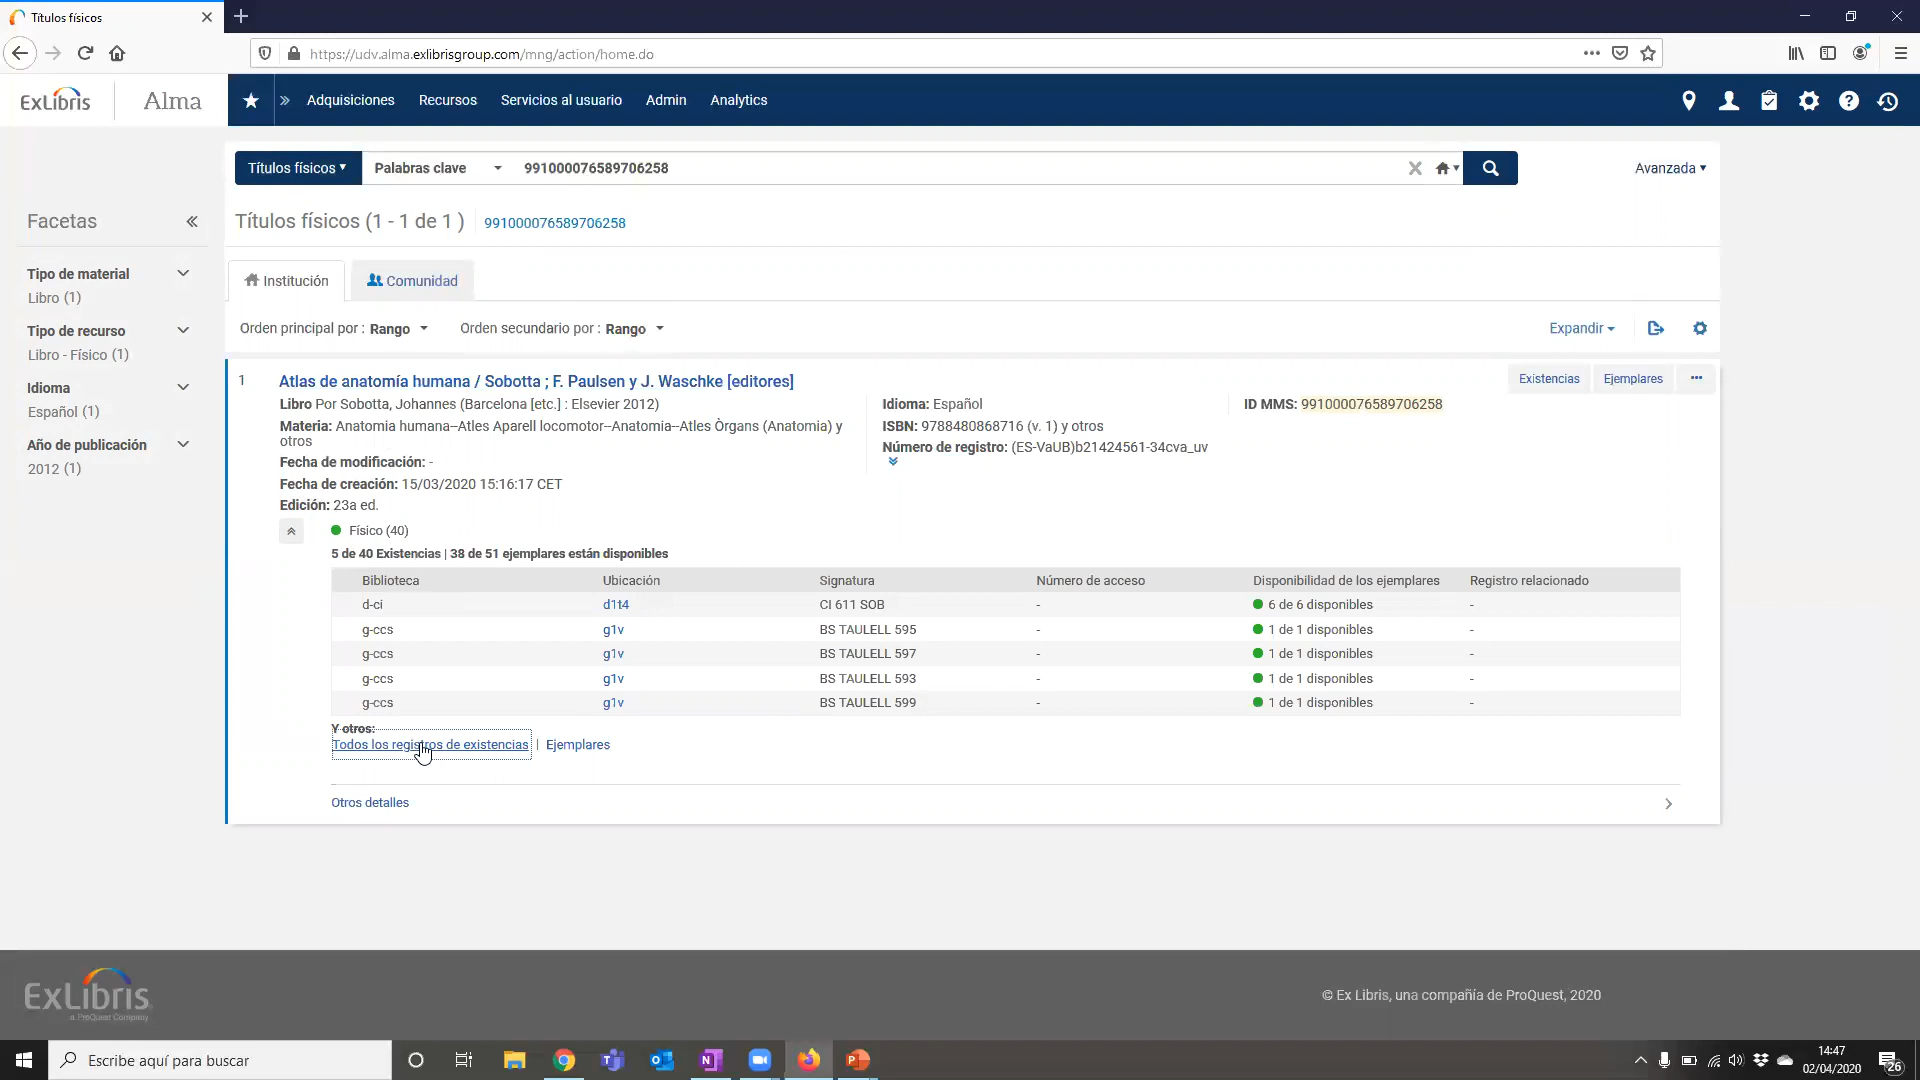 Títulos físicos
https://udv.alma.exlibrisgroup.com/mng/action/home.do
ExLibris Alma
Adquisiciones Recursos Servicios al usuario Admin Analytics
Títulos físicos Palabras clave 991000076589706258 Avanzada
Facetas
Títulos físicos (1 - 1 de 1 ) 991000076589706258
Tipo de material
Libro (1)
Tipo de recurso
Libro - Físico (1)
Idioma
Español (1)
Año de publicación
2012 (1)
Institución Comunidad
Orden principal por : Rango Orden secundario por : Rango Expandir
1 Atlas de anatomía humana / Sobotta ; F. Paulsen y J. Waschke [editores] Existencias Ejemplares
Libro Por Sobotta, Johannes (Barcelona [etc.] : Elsevier 2012)
Materia: Anatomia humana--Atles Aparell locomotor--Anatomia--Atles Òrgans (Anatomia) y
otros
Fecha de modificación: -
Fecha de creación: 15/03/2020 15:16:17 CET
Edición: 23a ed.
Idioma: Español
ISBN: 9788480868716 (v. 1) y otros
Número de registro: (ES-VaUB)b21424561-34cva_uv
ID MMS: 991000076589706258
Físico (40)
5 de 40 Existencias | 38 de 51 ejemplares están disponibles
Biblioteca Ubicación Signatura Número de acceso Disponibilidad de los ejemplares Registro relacionado
d-ci d1t4 CI 611 SOB - 6 de 6 disponibles -
g-ccs g1v BS TAULELL 595 - 1 de 1 disponibles -
g-ccs g1v BS TAULELL 597 - 1 de 1 disponibles -
g-ccs g1v BS TAULELL 593 - 1 de 1 disponibles -
g-ccs g1v BS TAULELL 599 - 1 de 1 disponibles -
Y otros:
Todos los registros de existencias | Ejemplares
Otros detalles
ExLibris
a ProQuest Company
© Ex Libris, una compañía de ProQuest, 2020
Escribe aquí para buscar
14:47
02/04/2020
26